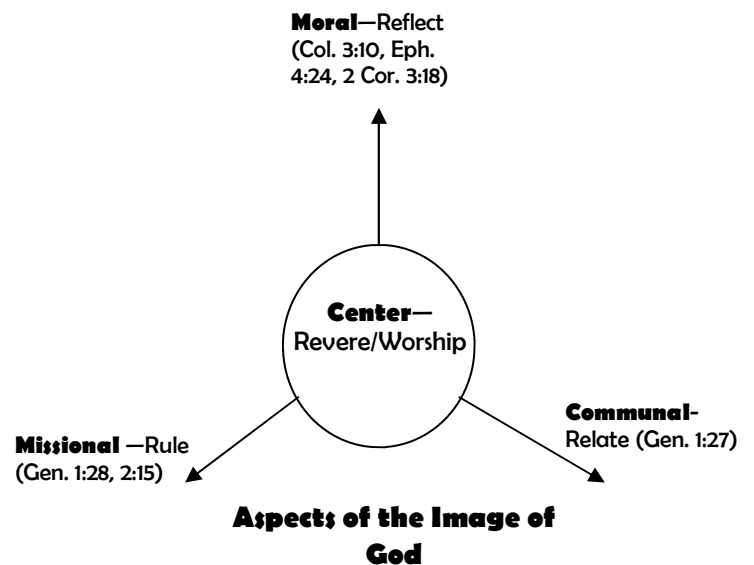 Moral—Reflect
(Col. 3:10, Eph.
4:24, 2 Cor. 3:18)
Center—
Revere/Worship
Missional —Rule
(Gen. 1:28, 2:15)
Communal-
Relate (Gen. 1:27)
Aspects of the Image of
God